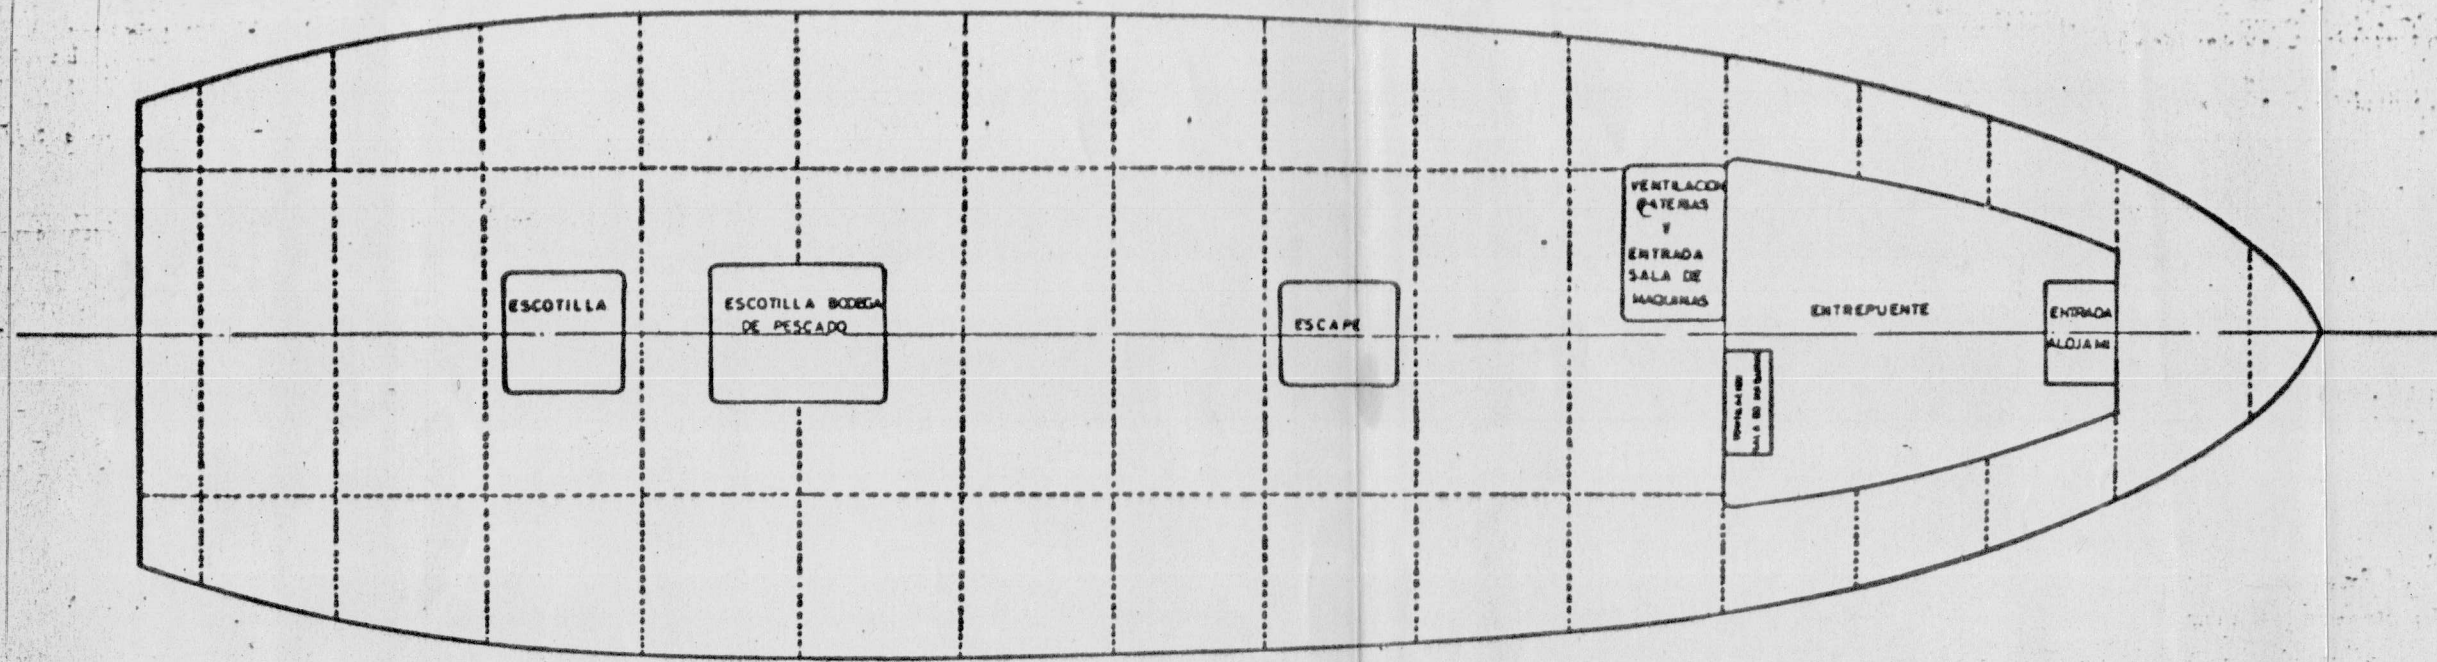 ESCOTILLA
ESCOTILLA BODEGA
DE PESCADO
ESCAPE
VENTILACION
BATERIAS
Y
ENTRADA
SALA DE
MAQUINAS
ENTREPUENTE
ENTRADA
ALOJAMI